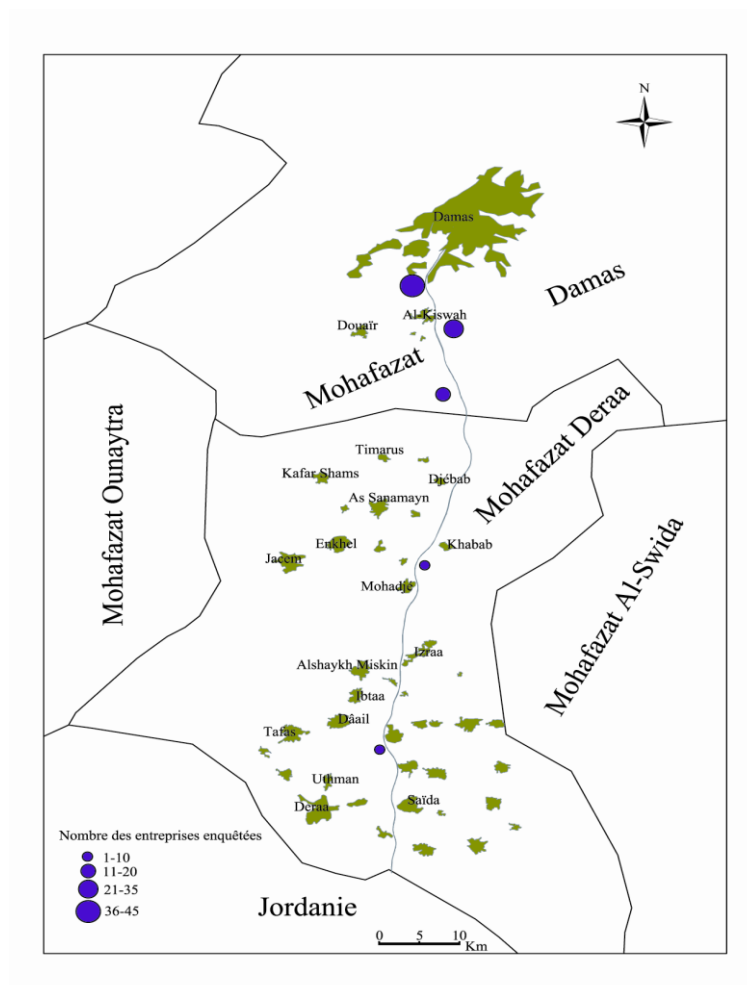 N
Damas
Damas
Al-Kiswah
Douaïr
Mohafazat
Mohafazat Deraa
Mohafazat Ounaytra
Timarus
Kafar Shams
Diébab
As Sanamayn
Enkhel
Khabab
Jacem
Mohadjé
Mohafazat Al-Swida
Izraa
Alshaykh Miskin
Ibtaa
Dâail
Tafas
Uthman
Deraa
Saïda
Nombre des entreprises enquêtées
1-10
11-20
21-35
36-45
Jordanie
0 5 10
Km